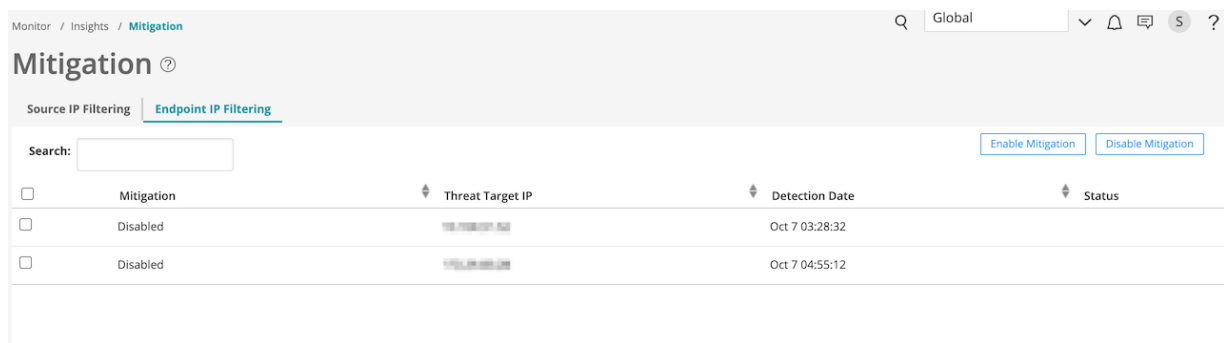 Monitor / Insights / Mitigation
Global
S ?
Mitigation ?
Source IP Filtering Endpoint IP Filtering
Search:
Enable Mitigation Disable Mitigation
Mitigation Threat Target IP Detection Date Status
Disabled Oct 7 03:28:32
Disabled Oct 7 04:55:12